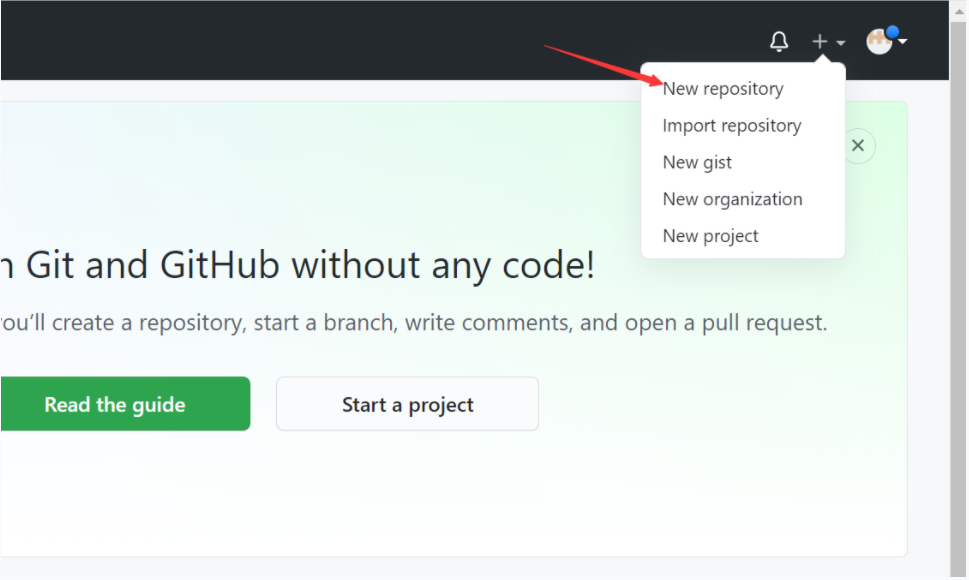 New repository
Import repository
New gist
New organization
New project
n Git and GitHub without any code!
ou’ll create a repository, start a branch, write comments, and open a pull request.
Read the guide
Start a project